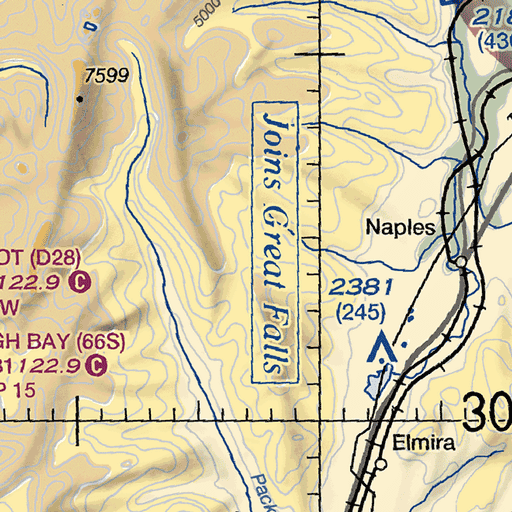 5000
218
(430
7599
Joins Great Falls
Naples
OT (D28)
122.9 C
W
2381
(245)
GH BAY (66S)
122.9 C
P 15
30
Elmira
Pack